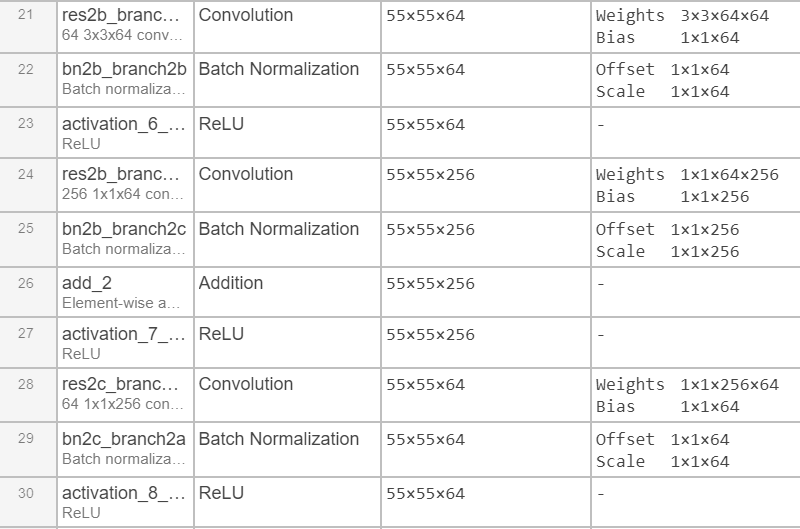 21 res2b_branc... Convolution 55×55×64 Weights 3×3×64×64
64 3x3x64 conv... Bias 1×1×64
22 bn2b_branch2b Batch Normalization 55×55×64 Offset 1×1×64
Batch normaliza... Scale 1×1×64
23 activation_6_... ReLU 55×55×64 -
ReLU
24 res2b_branc... Convolution 55×55×256 Weights 1×1×64×256
256 1x1x64 con... Bias 1×1×256
25 bn2b_branch2c Batch Normalization 55×55×256 Offset 1×1×256
Batch normaliza... Scale 1×1×256
26 add_2 Addition 55×55×256 -
Element-wise a...
27 activation_7_... ReLU 55×55×256 -
ReLU
28 res2c_branc... Convolution 55×55×64 Weights 1×1×256×64
64 1x1x256 con... Bias 1×1×64
29 bn2c_branch2a Batch Normalization 55×55×64 Offset 1×1×64
Batch normaliza... Scale 1×1×64
30 activation_8_... ReLU 55×55×64 -
ReLU